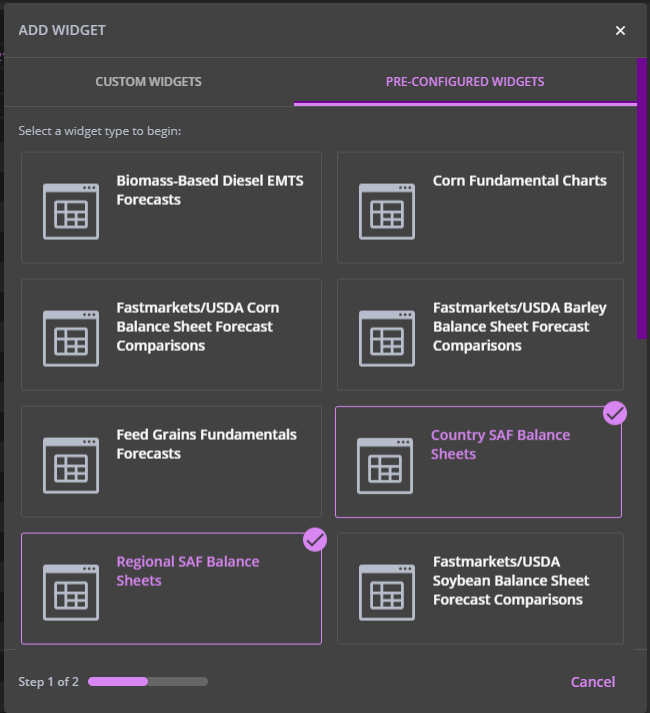 ADD WIDGET
CUSTOM WIDGETS
PRE-CONFIGURED WIDGETS
Select a widget type to begin:
Biomass-Based Diesel EMTS
Forecasts
Corn Fundamental Charts
Fastmarkets/USDA Corn
Balance Sheet Forecast
Comparisons
Fastmarkets/USDA Barley
Balance Sheet Forecast
Comparisons
Feed Grains Fundamentals
Forecasts
Country SAF Balance
Sheets
Regional SAF Balance
Sheets
Fastmarkets/USDA
Soybean Balance Sheet
Forecast Comparisons
Step 1 of 2
Cancel